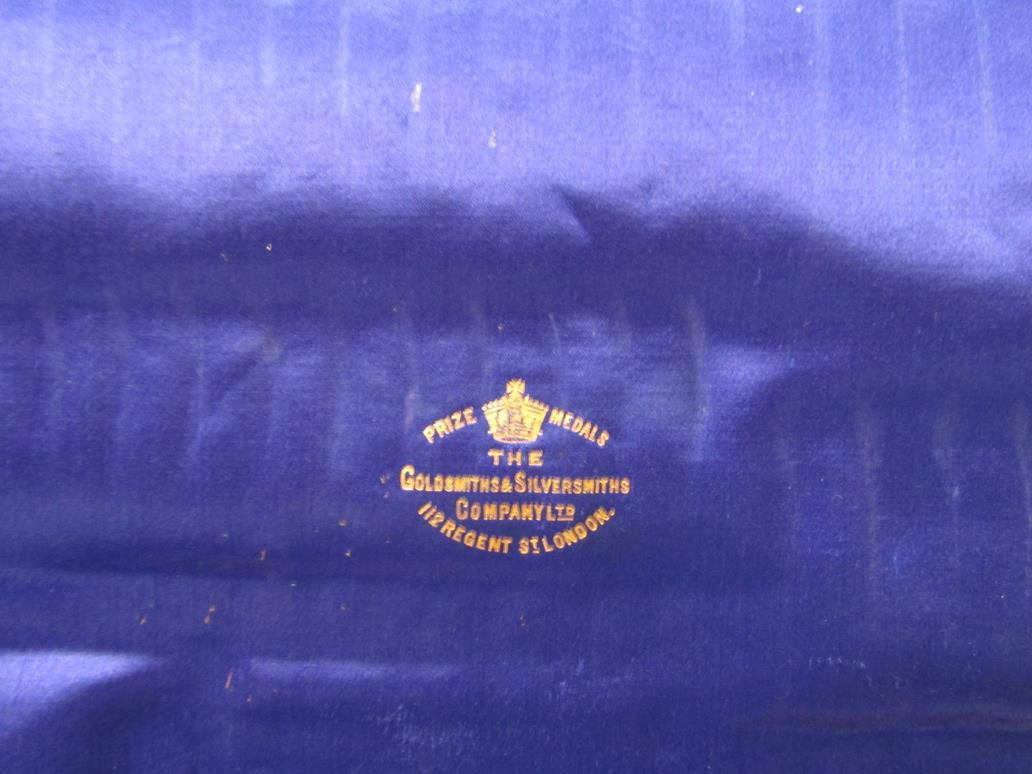 PRIZE MEDALS
THE
GOLDSMITHS & SILVERSMITHS
COMPANY LTD
112 REGENT ST. LONDON.